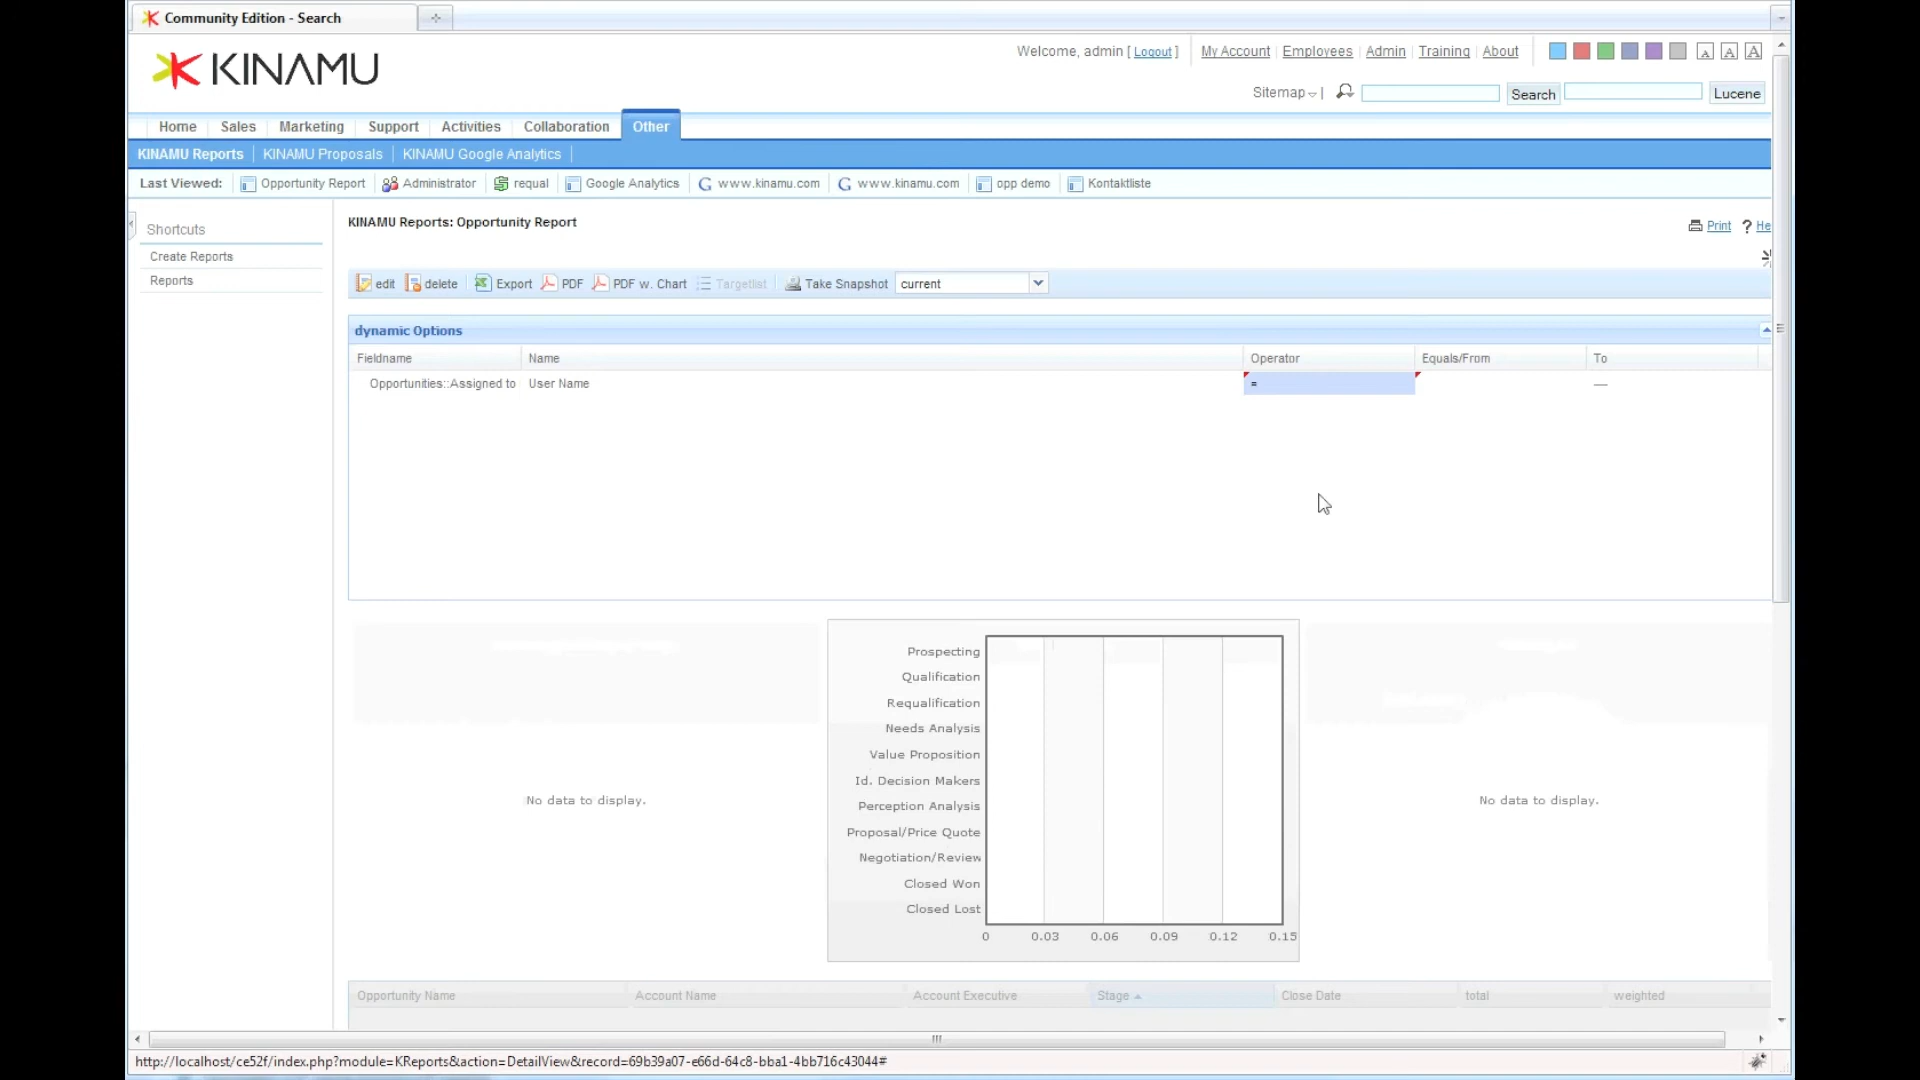 Community Edition - Search
KINAMU
Welcome, admin [ Logout ] My Account Employees Admin Training About A A A
Sitemap Search Lucene
Home Sales Marketing Support Activities Collaboration Other
KINAMU Reports KINAMU Proposals KINAMU Google Analytics
Last Viewed: Opportunity Report Administrator requal Google Analytics www.kinamu.com www.kinamu.com opp demo Kontaktliste
Shortcuts
Create Reports
Reports
KINAMU Reports: Opportunity Report
Print ? He
edit delete Export PDF PDF w. Chart Targetlist Take Snapshot current
dynamic Options
Fieldname Name Operator Equals/From To
Opportunities::Assigned to User Name = —
Prospecting
Qualification
Requalification
Needs Analysis
Value Proposition
Id. Decision Makers
Perception Analysis
Proposal/Price Quote
Negotiation/Review
Closed Won
Closed Lost
0 0.03 0.06 0.09 0.12 0.15
No data to display.
No data to display.
Opportunity Name Account Name Account Executive Stage Close Date total weighted
http://localhost/ce52f/index.php?module=KReports&action=DetailView&record=69b39a07-e66d-64c8-bba1-4bb716c43044#